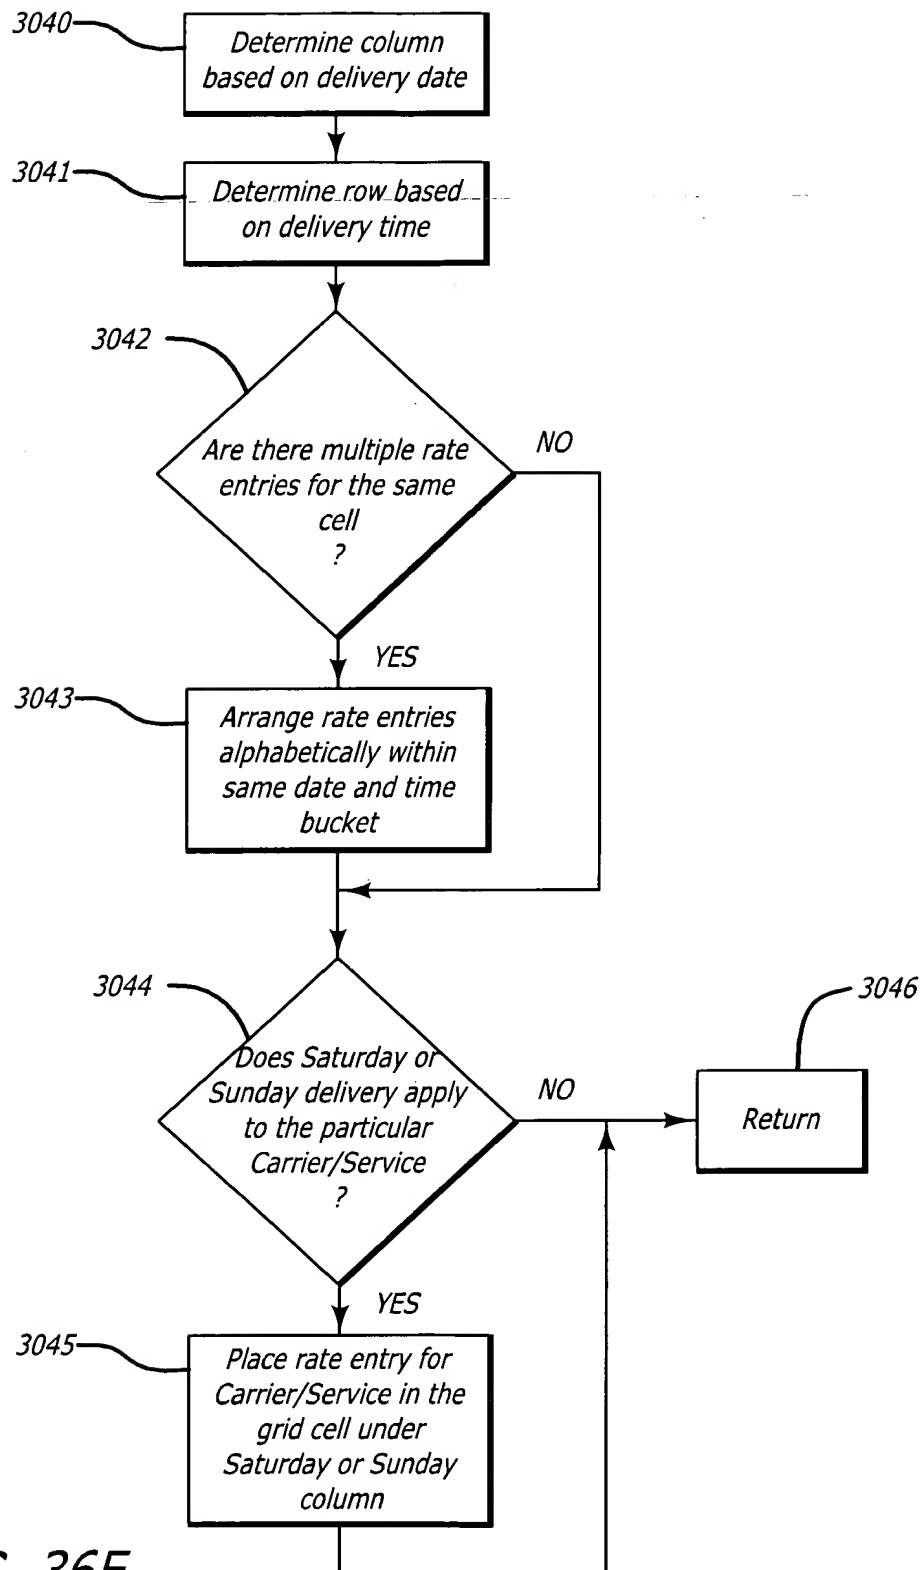 3040
Determine column
based on delivery date
3041
Determine row based
on delivery time
3042
Are there multiple rate
entries for the same
cell
?
NO
YES
3043
Arrange rate entries
alphabetically within
same date and time
bucket
3044
Does Saturday or
Sunday delivery apply
to the particular
Carrier/Service
?
NO
3046
Return
YES
3045
Place rate entry for
Carrier/Service in the
grid cell under
Saturday or Sunday
column